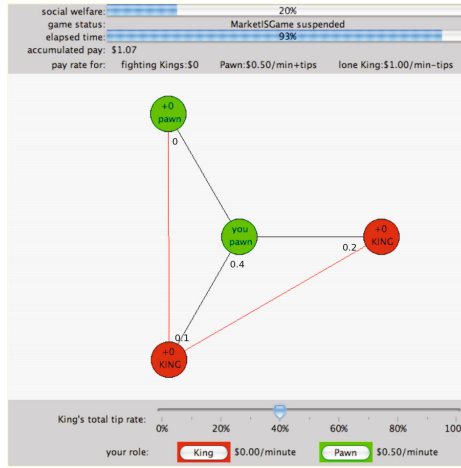 social welfare: 20%
game status: MarketISGame suspended
elapsed time: 93%
accumulated pay: $1.07
pay rate for: fighting Kings:$0 Pawn:$0.50/min+tips lone King:$1.00/min-tips
+0
pawn
0
you
pawn
0.4
+0
KING
0.2
0.1
+0
KING
King's total tip rate:
0% 20% 40% 60% 80% 100
your role: King $0.00/minute Pawn $0.50/minute